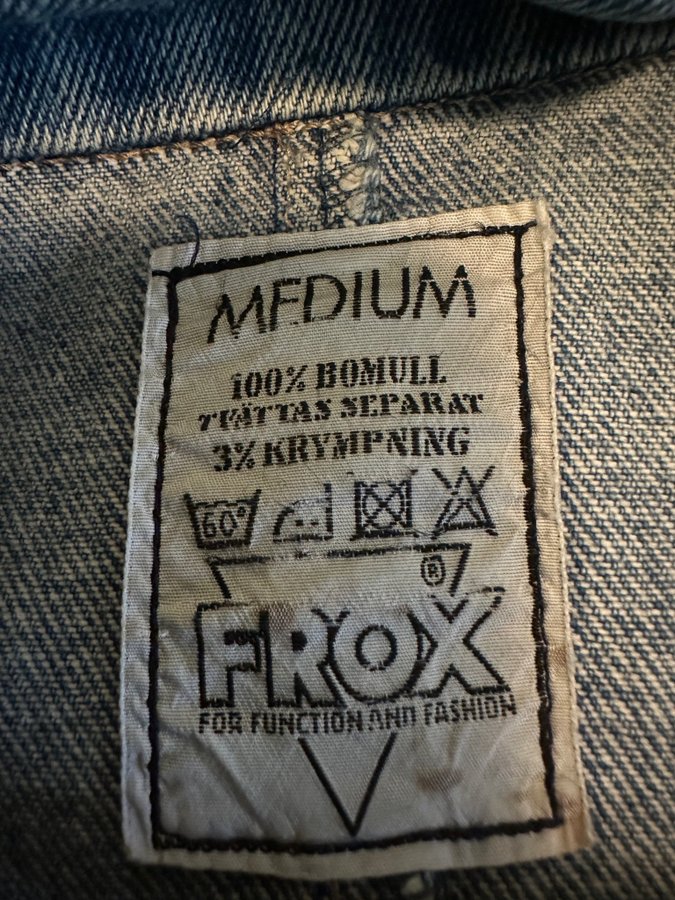 MEDIUM
100% BOMULL
TVÄTTAS SEPARAT
3% KRYMPNING
60°
®
FROX
FOR FUNCTION AND FASHION